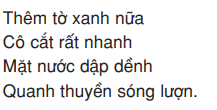 Thêm tờ xanh nữa
Cô cắt rất nhanh
Mặt nước dập dềnh
Quanh thuyền sóng lượn.